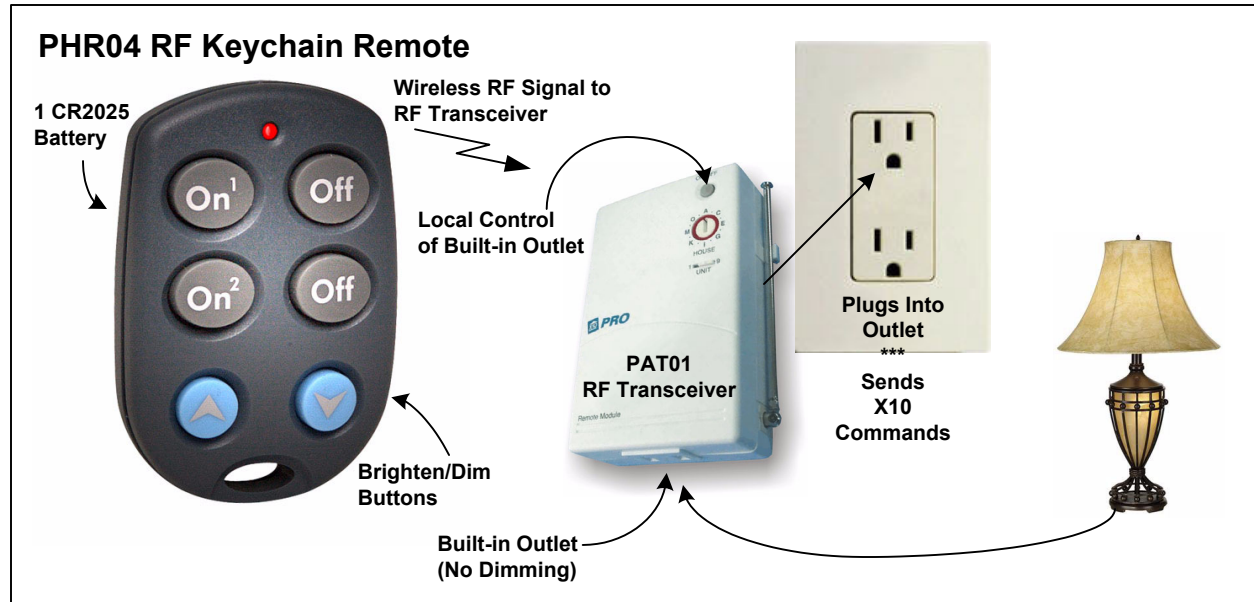 PHR04 RF Keychain Remote
1 CR2025
Battery
Wireless RF Signal to
RF Transceiver
On1
Off
On2
Off
Brighten/Dim
Buttons
Local Control
of Built-in Outlet
A
C
E
G
I
K
M
O
HOUSE
1
9
UNIT
PRO
PAT01
RF Transceiver
Remote Module
Built-in Outlet
(No Dimming)
Plugs Into
Outlet
***
Sends
X10
Commands